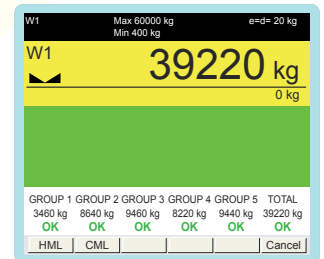 W1 Max 60000 kg e=d= 20 kg
Min 400 kg
W1
39220 kg
0 kg
GROUP 1 GROUP 2 GROUP 3 GROUP 4 GROUP 5 TOTAL
3460 kg 8640 kg 9460 kg 8220 kg 9440 kg 39220 kg
OK OK OK OK OK OK
HML CML Cancel